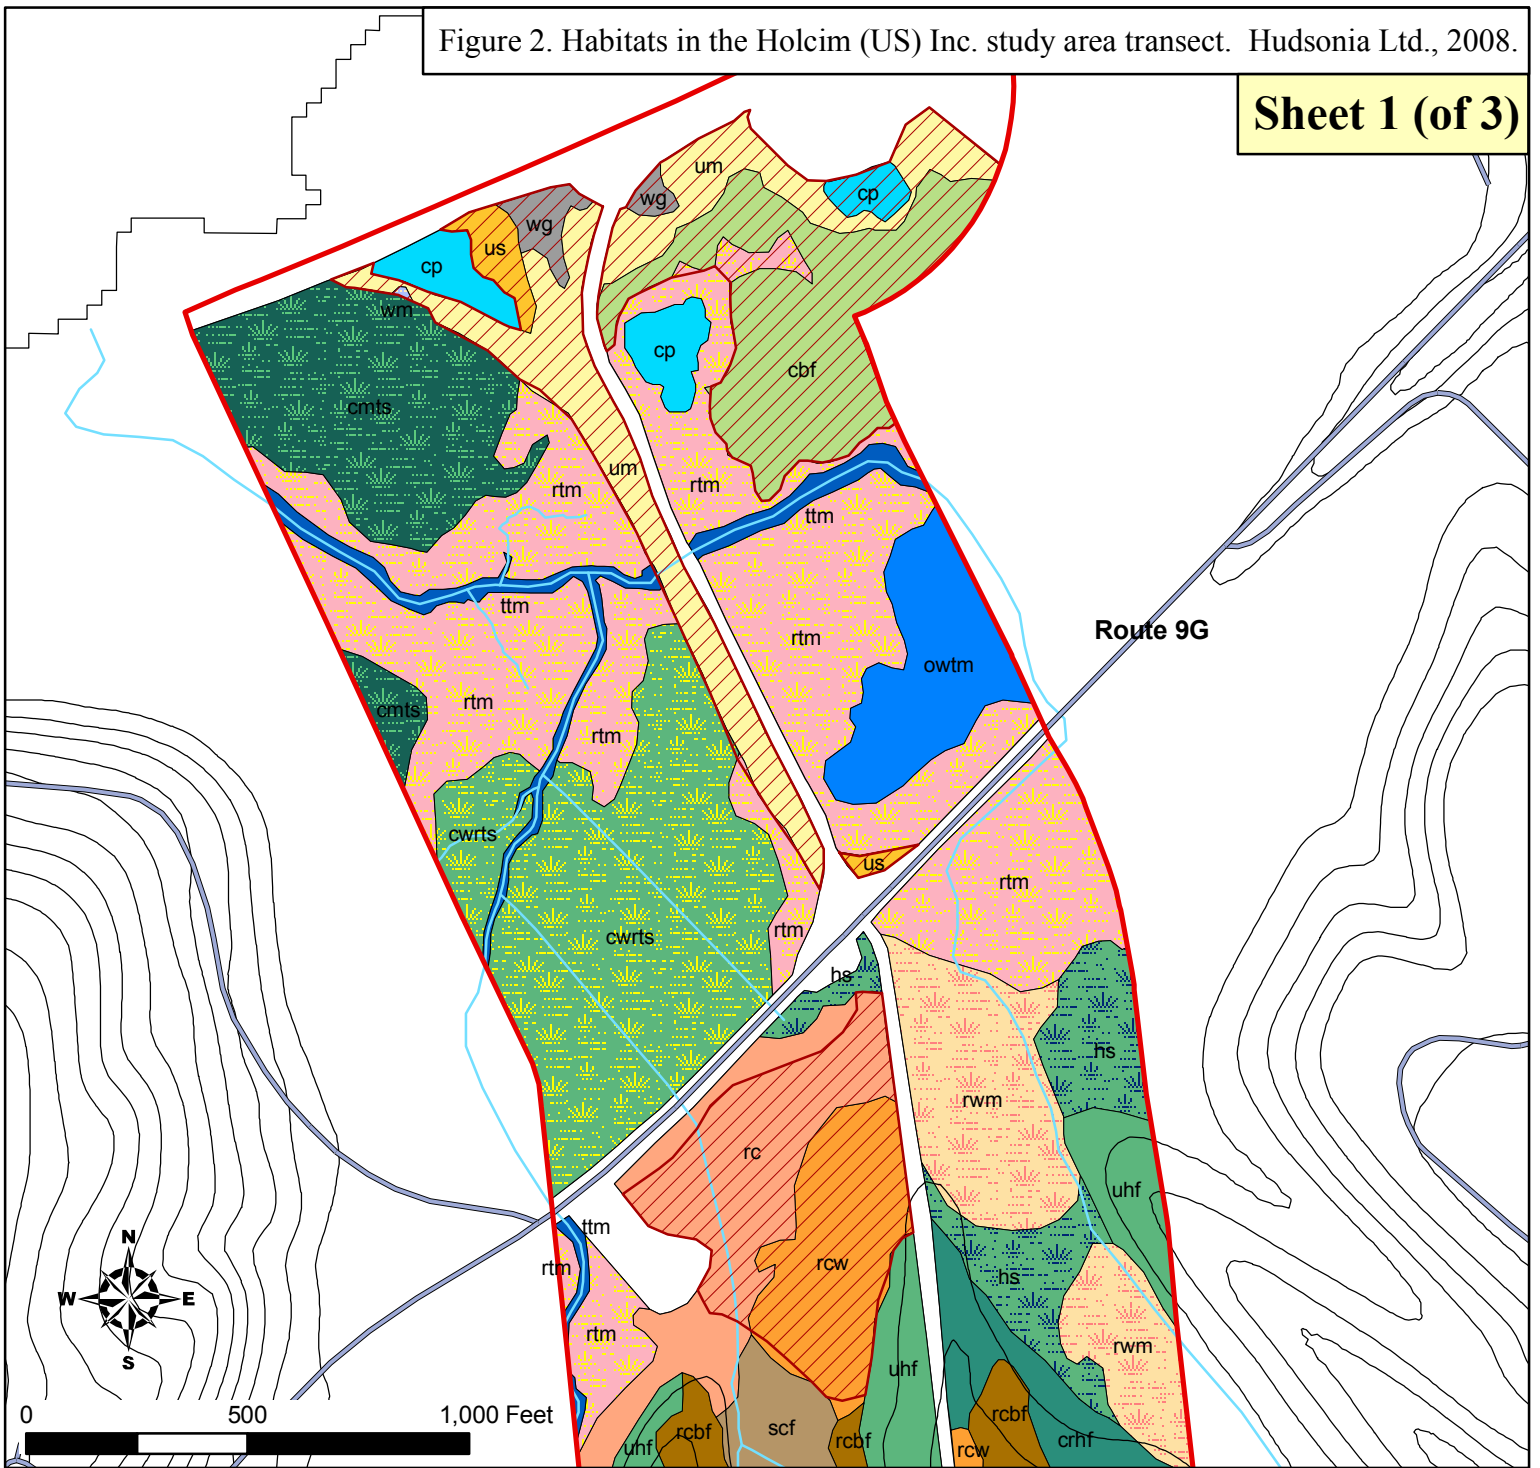 Figure 2. Habitats in the Holcim (US) Inc. study area transect. Hudsonia Ltd., 2008.
Sheet 1 (of 3)
um
wg
cp
wg
us
cp
wm
cp
cbf
cmts
um
rtm
rtm
ttm
ttm
rtm
Route 9G
owtm
rtm
cmts
rtm
cwrts
us
rtm
cwrts
rtm
hs
hs
rwm
rc
uhf
ttm
rtm
rcw
hs
rtm
rwm
uhf
rcbf
scf
rcbf
uhf
rcbf
crhf
rcw
N
W
E
S
0
500
1,000 Feet